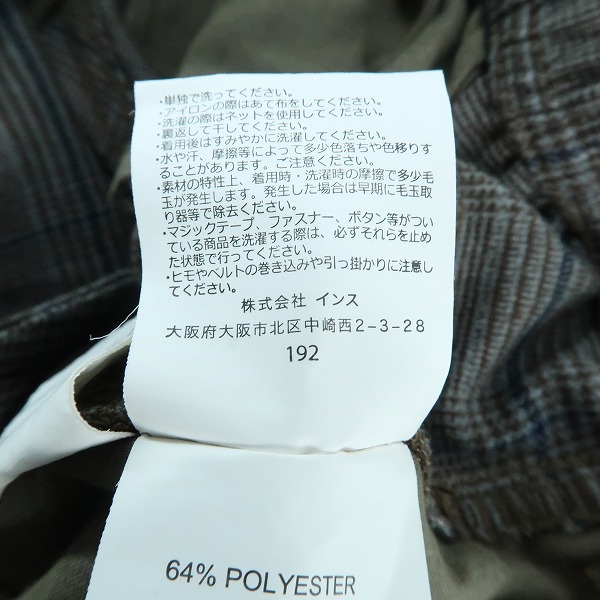 ・単独で洗ってください。
・アイロンの際はあて布をしてください。
・洗濯の際はネットを使用してください。
・裏返して干してください。
・着用後はすみやかに洗濯してください。
・水や汗、摩擦等によって多少色落ちや色移りす
ることがあります。ご注意ください。
・素材の特性上、着用時・洗濯時の摩擦で多少毛
玉が発生します。発生した場合は早期に毛玉取
り器等で除去ください。
・マジックテープ、ファスナー、ボタン等がつい
ている商品を洗濯する際は、必ずそれらを止め
た状態で行ってください。
・ヒモやベルトの巻き込みや引っ掛かりに注意し
てください。
株式会社 インス
大阪府大阪市北区中崎西2-3-28
192
64% POLYESTER